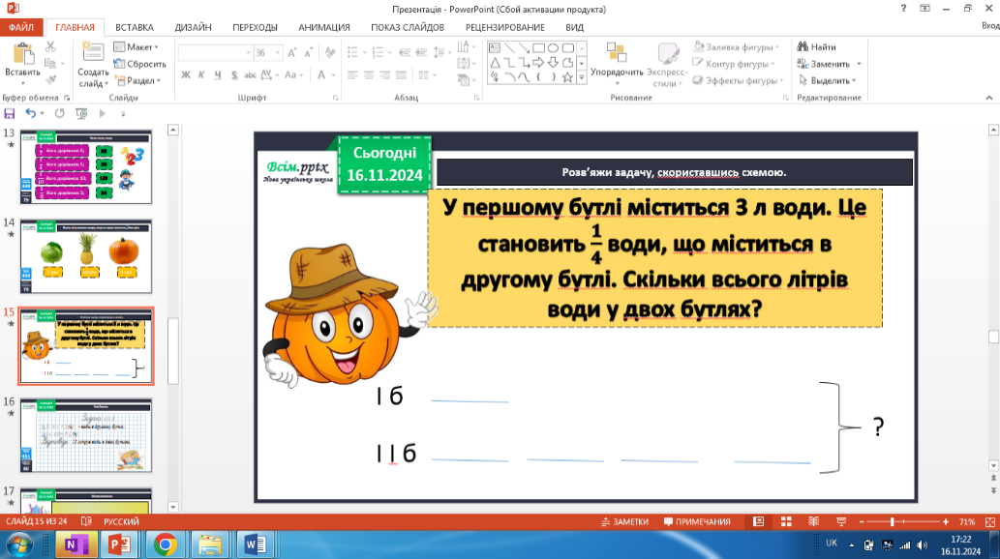 Презентація - PowerPoint (Сбой активации продукта)
Вход
ФАЙЛ ГЛАВНАЯ ВСТАВКА ДИЗАЙН ПЕРЕХОДЫ АНИМАЦИЯ ПОКАЗ СЛАЙДОВ РЕЦЕНЗИРОВАНИЕ ВИД
Вставить
Создать слайд
Макет
Сбросить
Раздел
36
Ж К Ч S abc AV Aa A
Упорядочить
Экспресс-стили
Заливка фигуры
Контур фигуры
Эффекты фигуры
Найти
Заменить
Выделить
Буфер обмена Слайды Шрифт Абзац Рисование Редактирование
13
14
15
16
17
Сьогодні
16.11.2024
Всім.pptx
Нова українська школа
Розв’яжи задачу, скориставшись схемою.
У першому бутлі міститься 3 л води. Це
становить 1/4 води, що міститься в
другому бутлі. Скільки всього літрів
води у двох бутлях?
І б
І І б
?
СЛАЙД 15 ИЗ 24 РУССКИЙ ЗАМЕТКИ ПРИМЕЧАНИЯ 71%
UK
17:22
16.11.2024